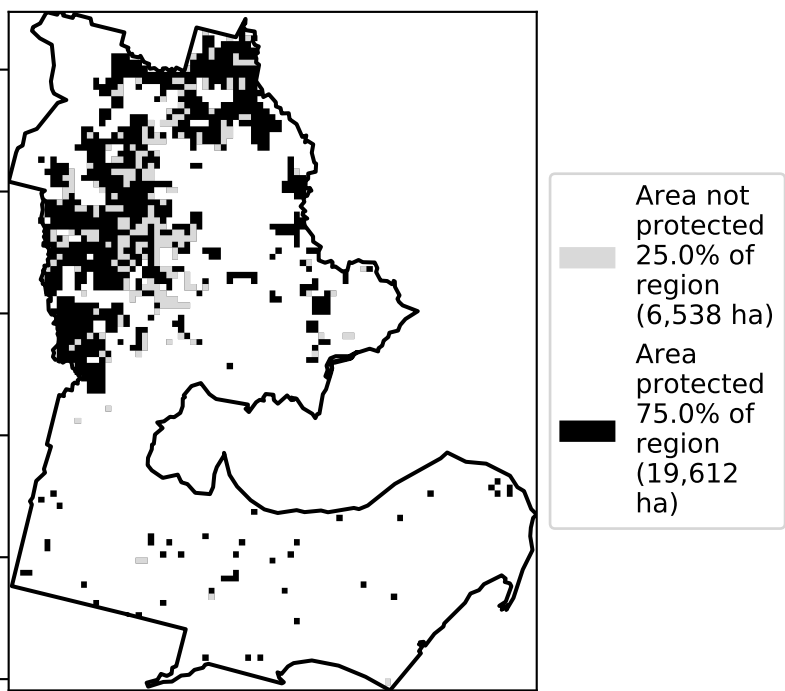 Area not
protected
25.0% of
region
(6,538 ha)
Area
protected
75.0% of
region
(19,612
ha)